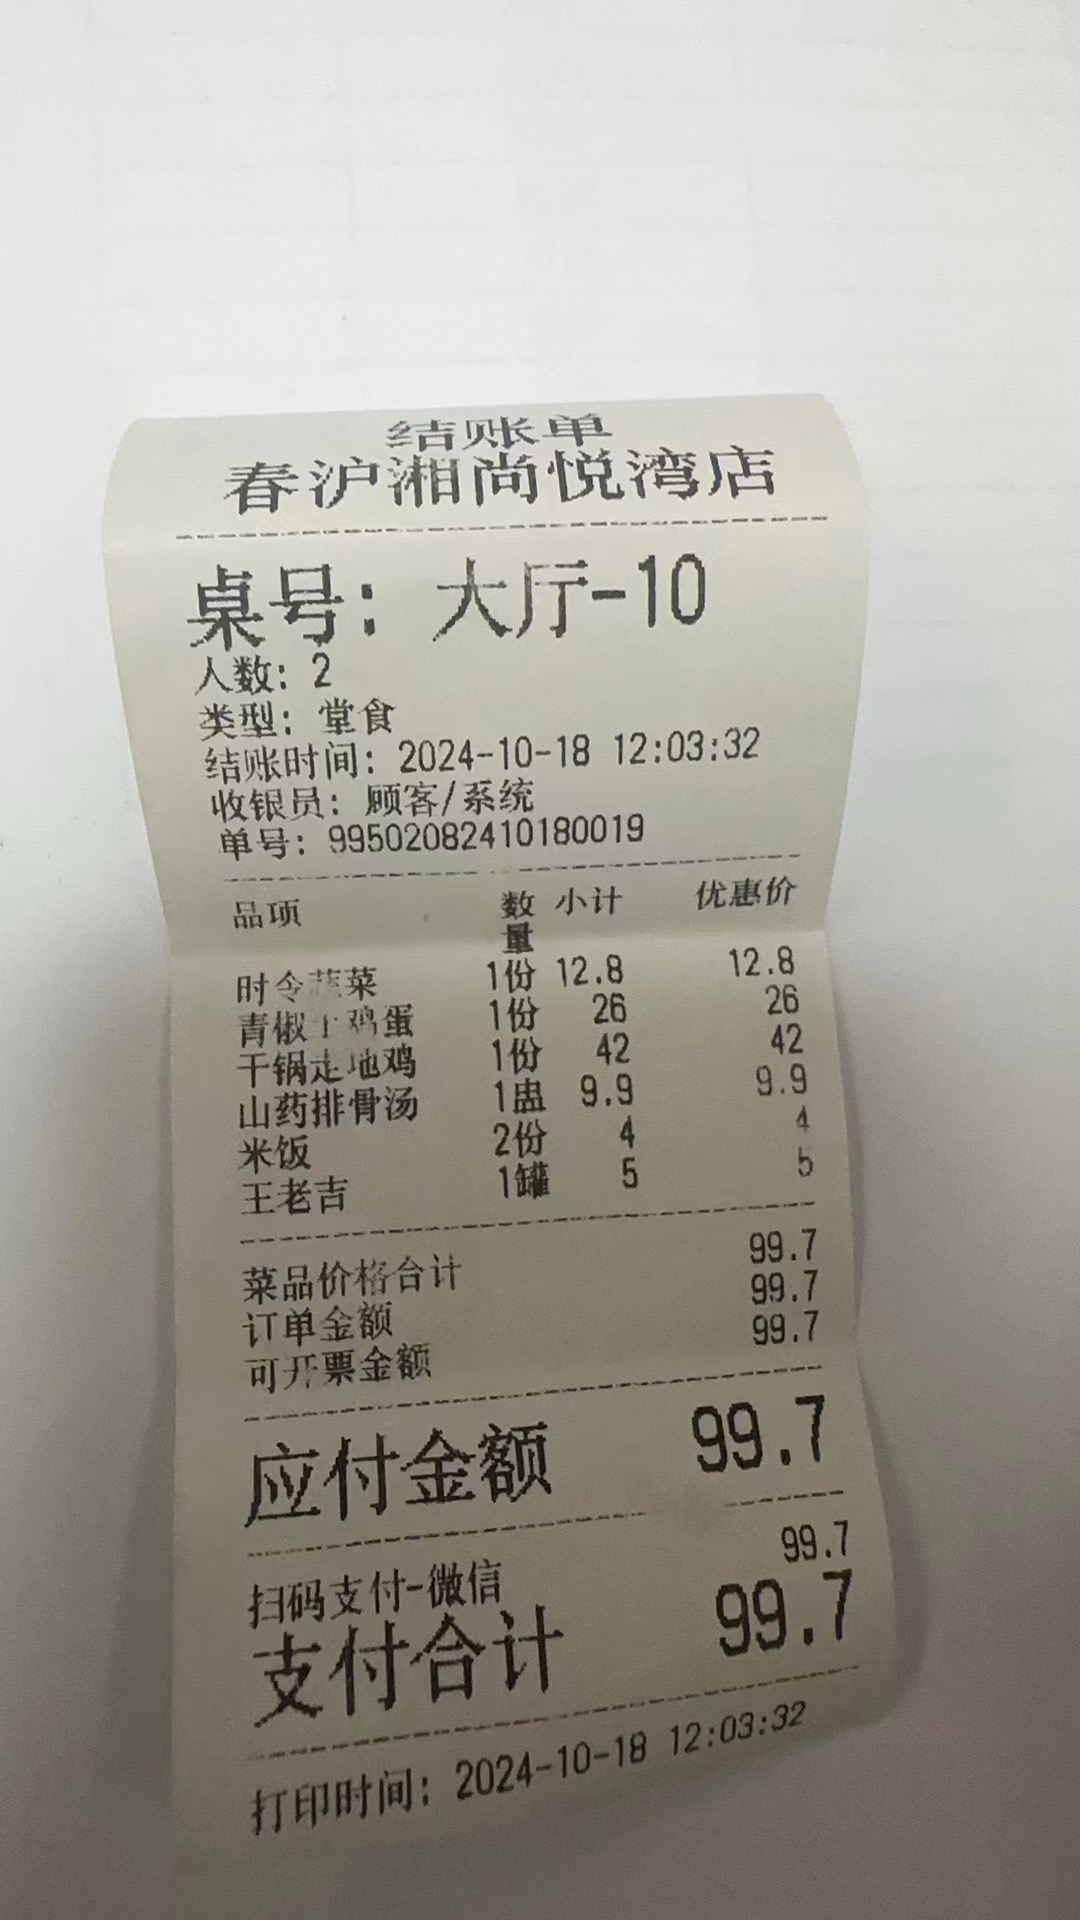 结账单
春沪湘尚悦湾店
桌号: 大厅-10
人数: 2
类型: 堂食
结账时间: 2024-10-18 12:03:32
收银员: 顾客/系统
单号: 99502082410180019
品项 数量 小计 优惠价
时令蔬菜 1份 12.8 12.8
青椒土鸡蛋 1份 26 26
干锅走地鸡 1份 42 42
山药排骨汤 1盅 9.9 9.9
米饭 2份 4 4
王老吉 1罐 5 5
菜品价格合计 99.7
订单金额 99.7
可开票金额 99.7
应付金额 99.7
扫码支付-微信 99.7
支付合计 99.7
打印时间: 2024-10-18 12:03:32